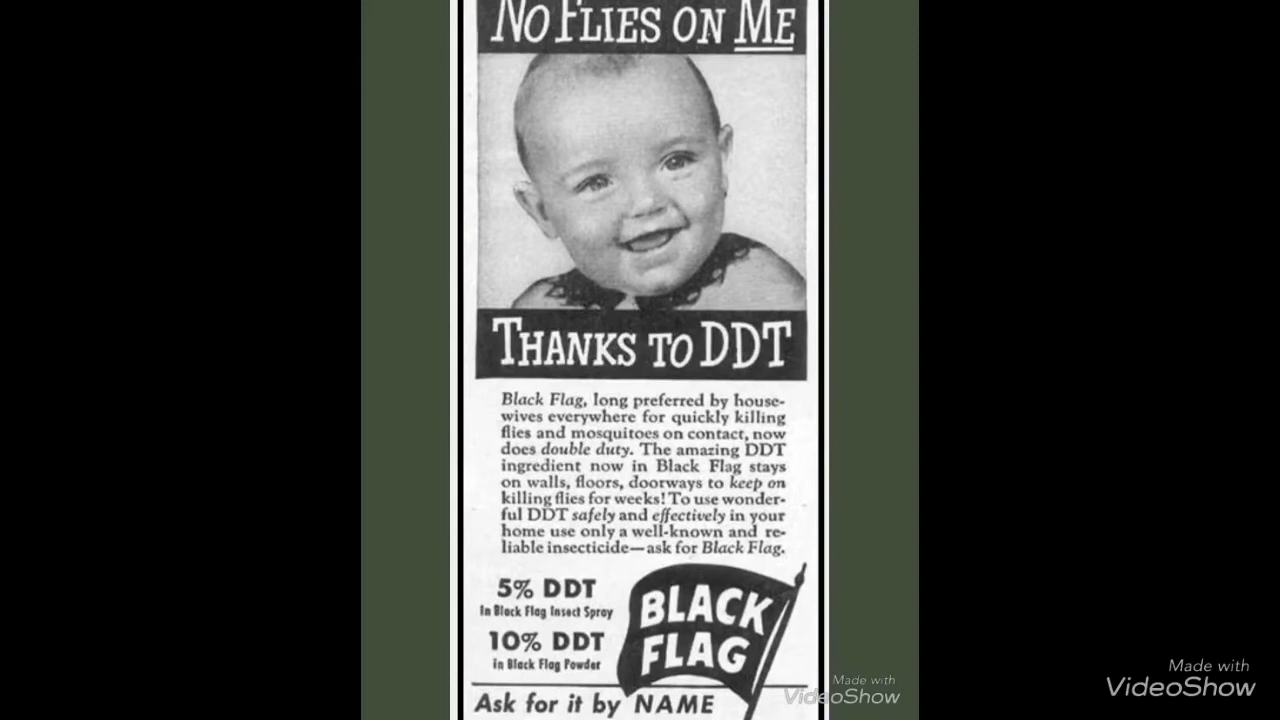 NO FLIES ON ME
THANKS TO DDT
Black Flag, long preferred by house-
wives everywhere for quickly killing
flies and mosquitoes on contact, now
does double duty. The amazing DDT
ingredient now in Black Flag stays
on walls, floors, doorways to keep on
killing flies for weeks! To use wonder-
ful DDT safely and effectively in your
home use only a well-known and re-
liable insecticide—ask for Black Flag.
5% DDT
In Black Flag Insect Spray
10% DDT
in Black Flag Powder
BLACK
FLAG
Ask for it by NAME
Made with
VideoShow
Made with
VideoShow